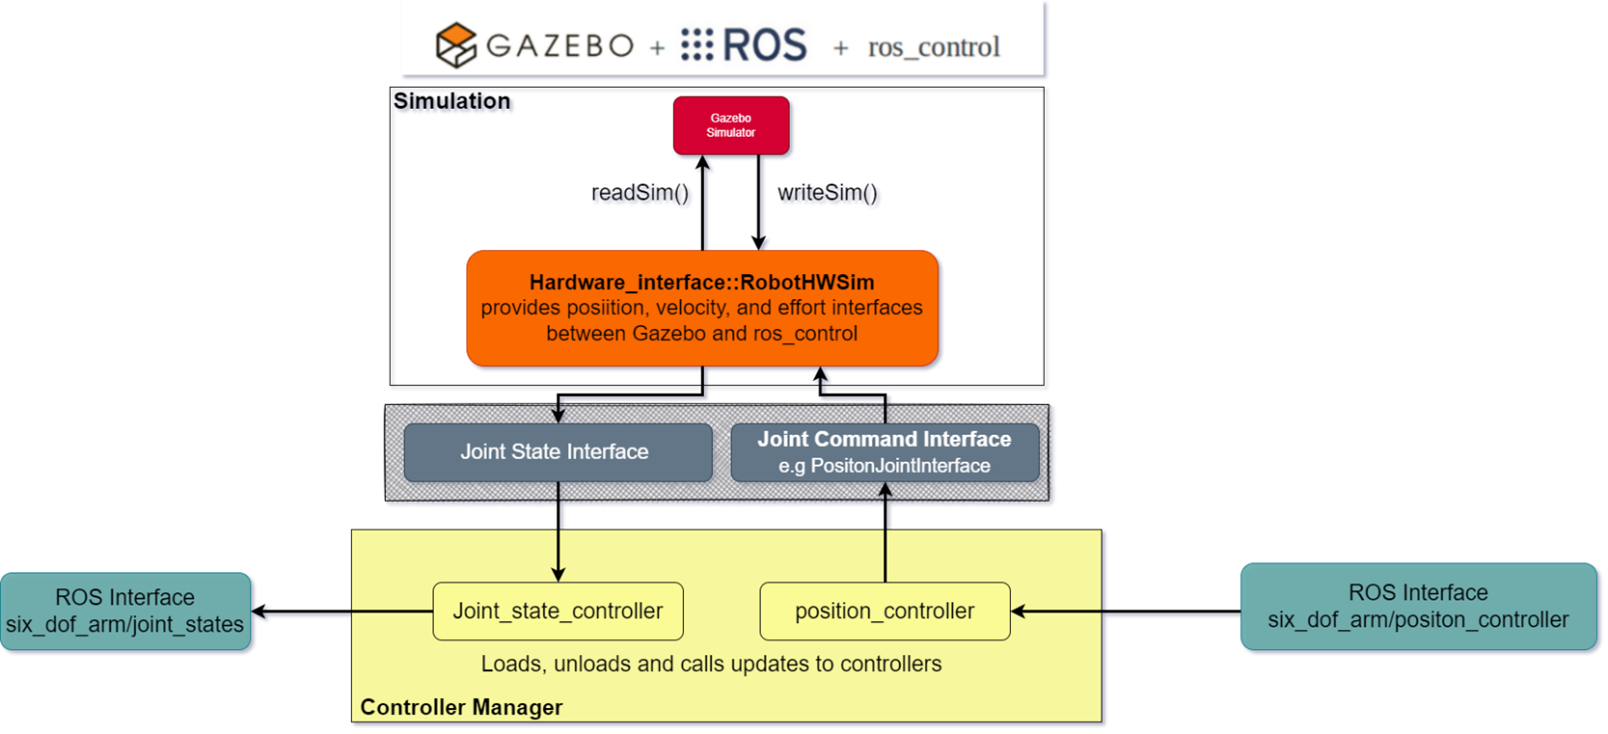 GAZEBO + ROS + ros_control
Simulation
Gazebo
Simulator
readSim()
writeSim()
Hardware_interface::RobotHWSim
provides posiition, velocity, and effort interfaces
between Gazebo and ros_control
Joint State Interface
Joint Command Interface
e.g PositonJointInterface
ROS Interface
six_dof_arm/joint_states
Joint_state_controller
position_controller
ROS Interface
six_dof_arm/positon_controller
Loads, unloads and calls updates to controllers
Controller Manager